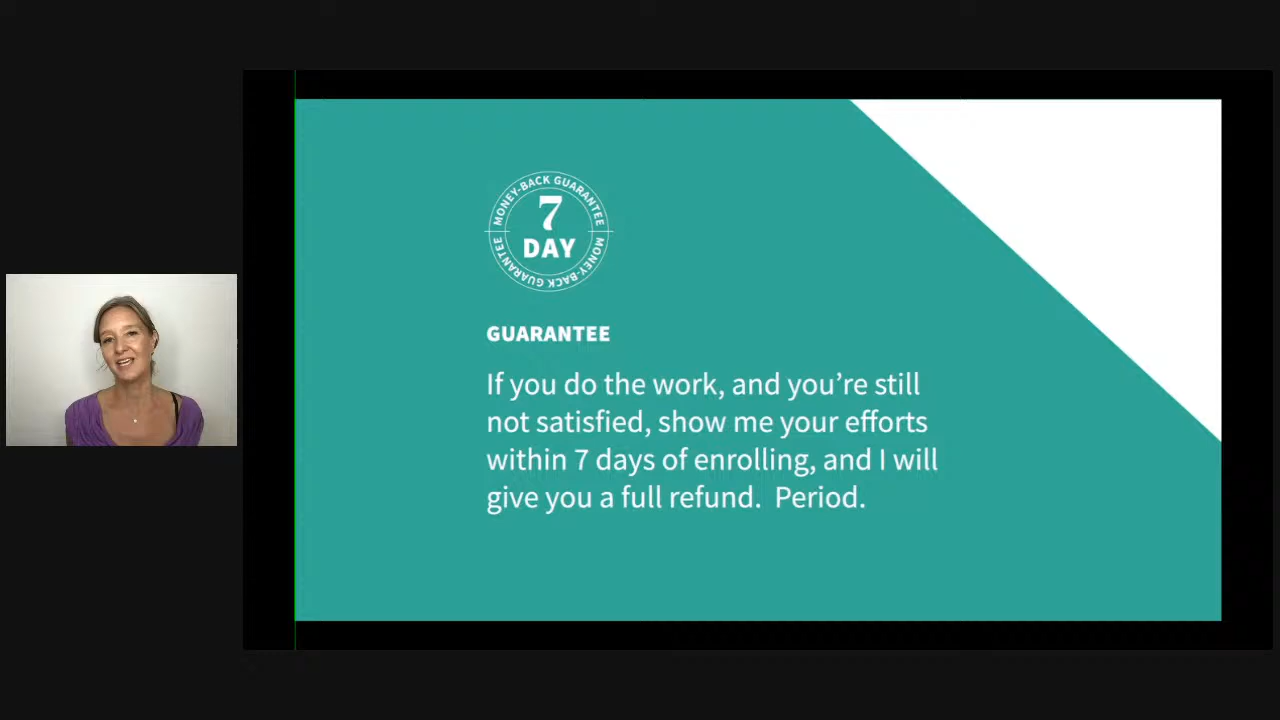 MONEY-BACK GUARANTEE
7
DAY
MONEY-BACK GUARANTEE
GUARANTEE
If you do the work, and you’re still
not satisfied, show me your efforts
within 7 days of enrolling, and I will
give you a full refund.  Period.